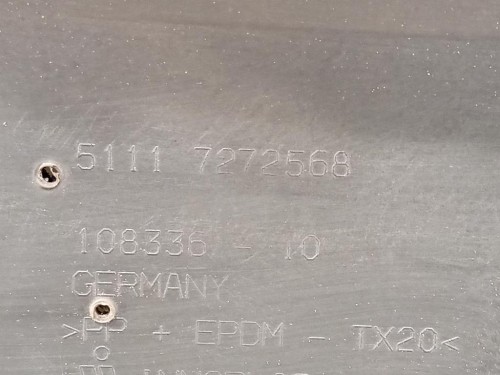 5111 7272568
108336 - 10
GERMANY
>PP + EPDM - TX20<